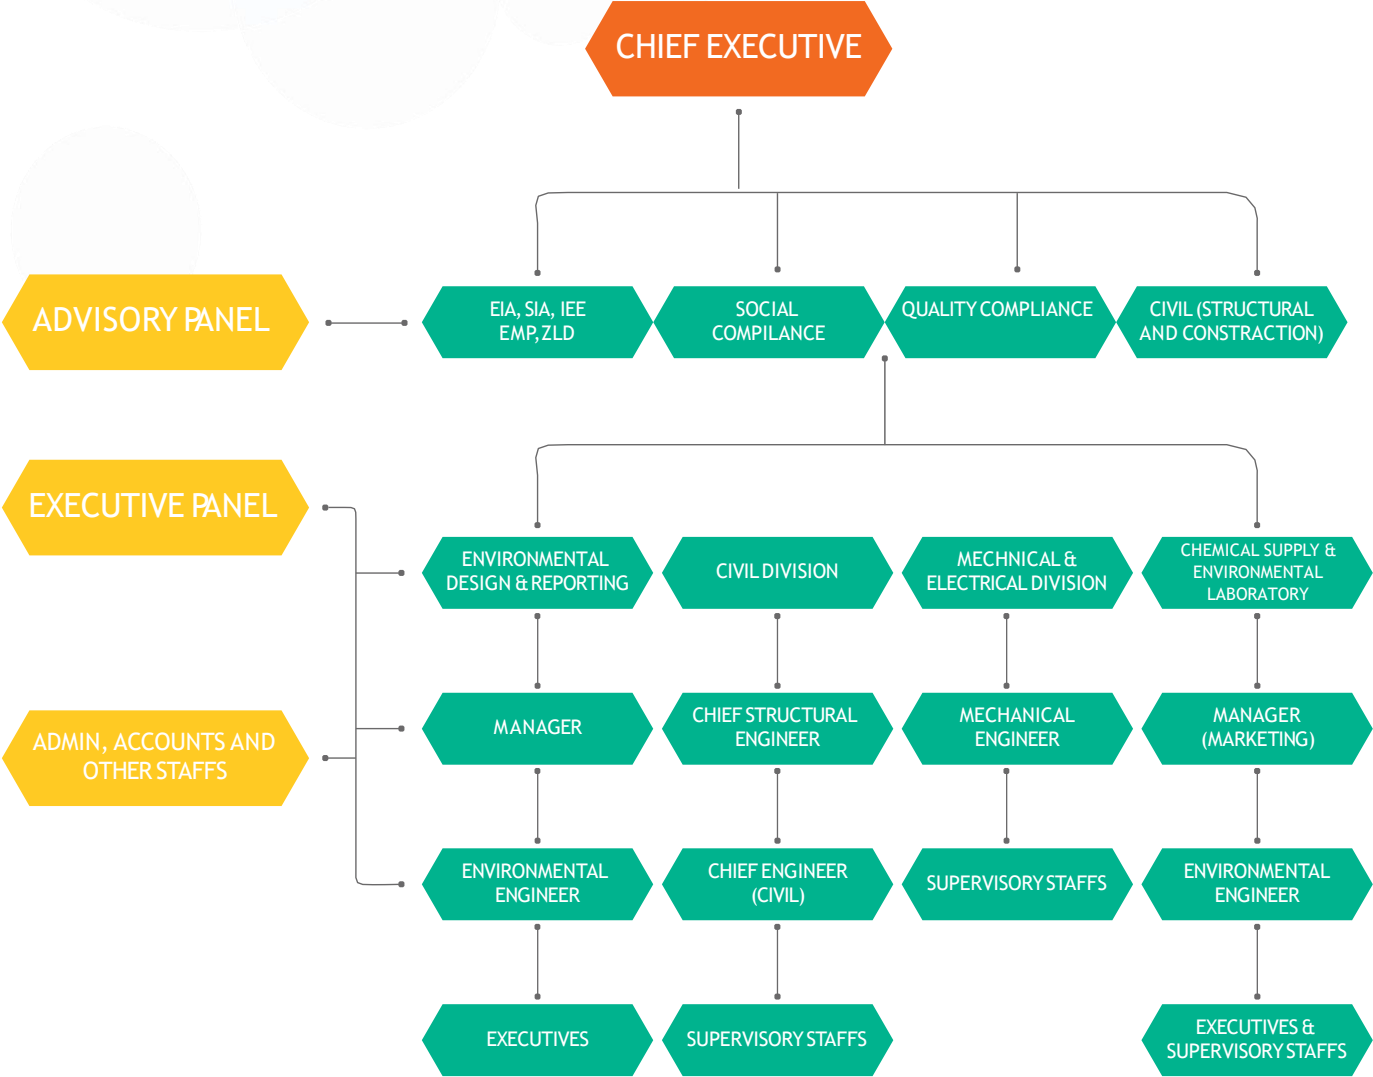 CHIEF EXECUTIVE
ADVISORY PANEL
EIA, SIA, IEE
EMP, ZLD
SOCIAL
COMPILANCE
QUALITY COMPLIANCE
CIVIL (STRUCTURAL
AND CONSTRACTION)
EXECUTIVE PANEL
ENVIRONMENTAL
DESIGN & REPORTING
CIVIL DIVISION
MECHNICAL &
ELECTRICAL DIVISION
CHEMICAL SUPPLY &
ENVIRONMENTAL
LABORATORY
ADMIN, ACCOUNTS AND
OTHER STAFFS
MANAGER
CHIEF STRUCTURAL
ENGINEER
MECHANICAL
ENGINEER
MANAGER
(MARKETING)
ENVIRONMENTAL
ENGINEER
CHIEF ENGINEER
(CIVIL)
SUPERVISORY STAFFS
ENVIRONMENTAL
ENGINEER
EXECUTIVES
SUPERVISORY STAFFS
EXECUTIVES &
SUPERVISORY STAFFS